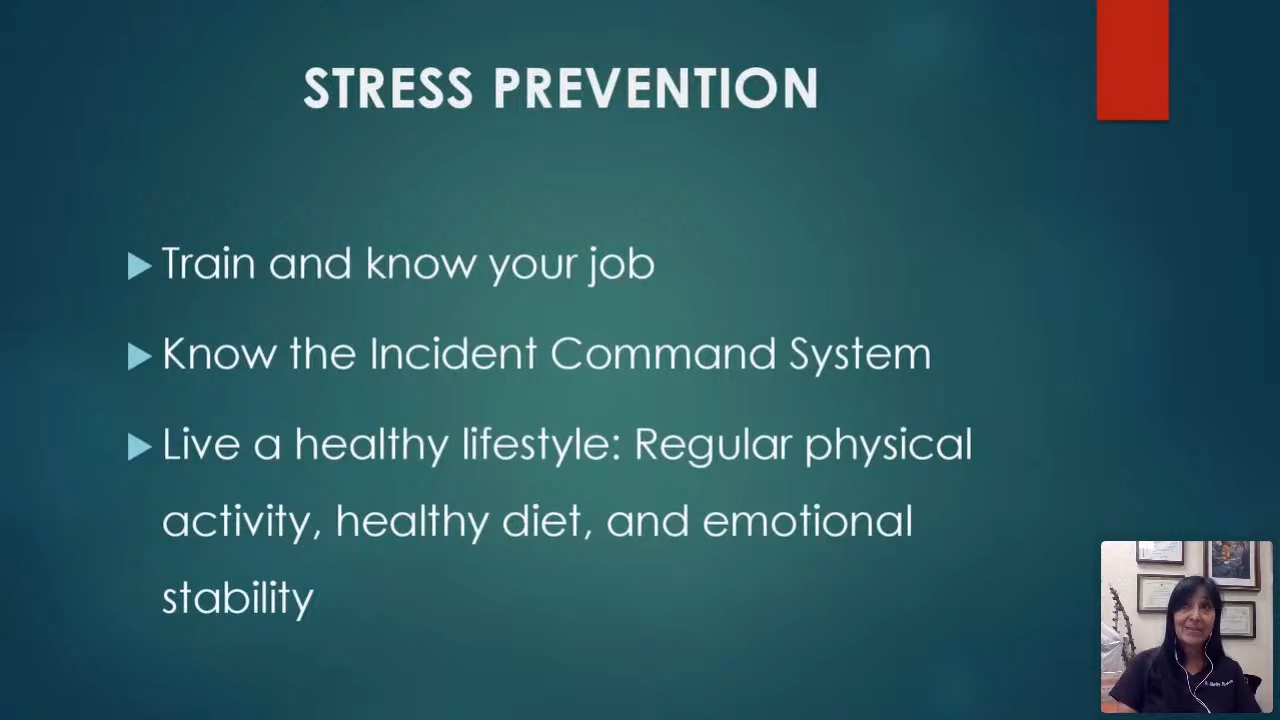 STRESS PREVENTION
Train and know your job
Know the Incident Command System
Live a healthy lifestyle: Regular physical
activity, healthy diet, and emotional
stability